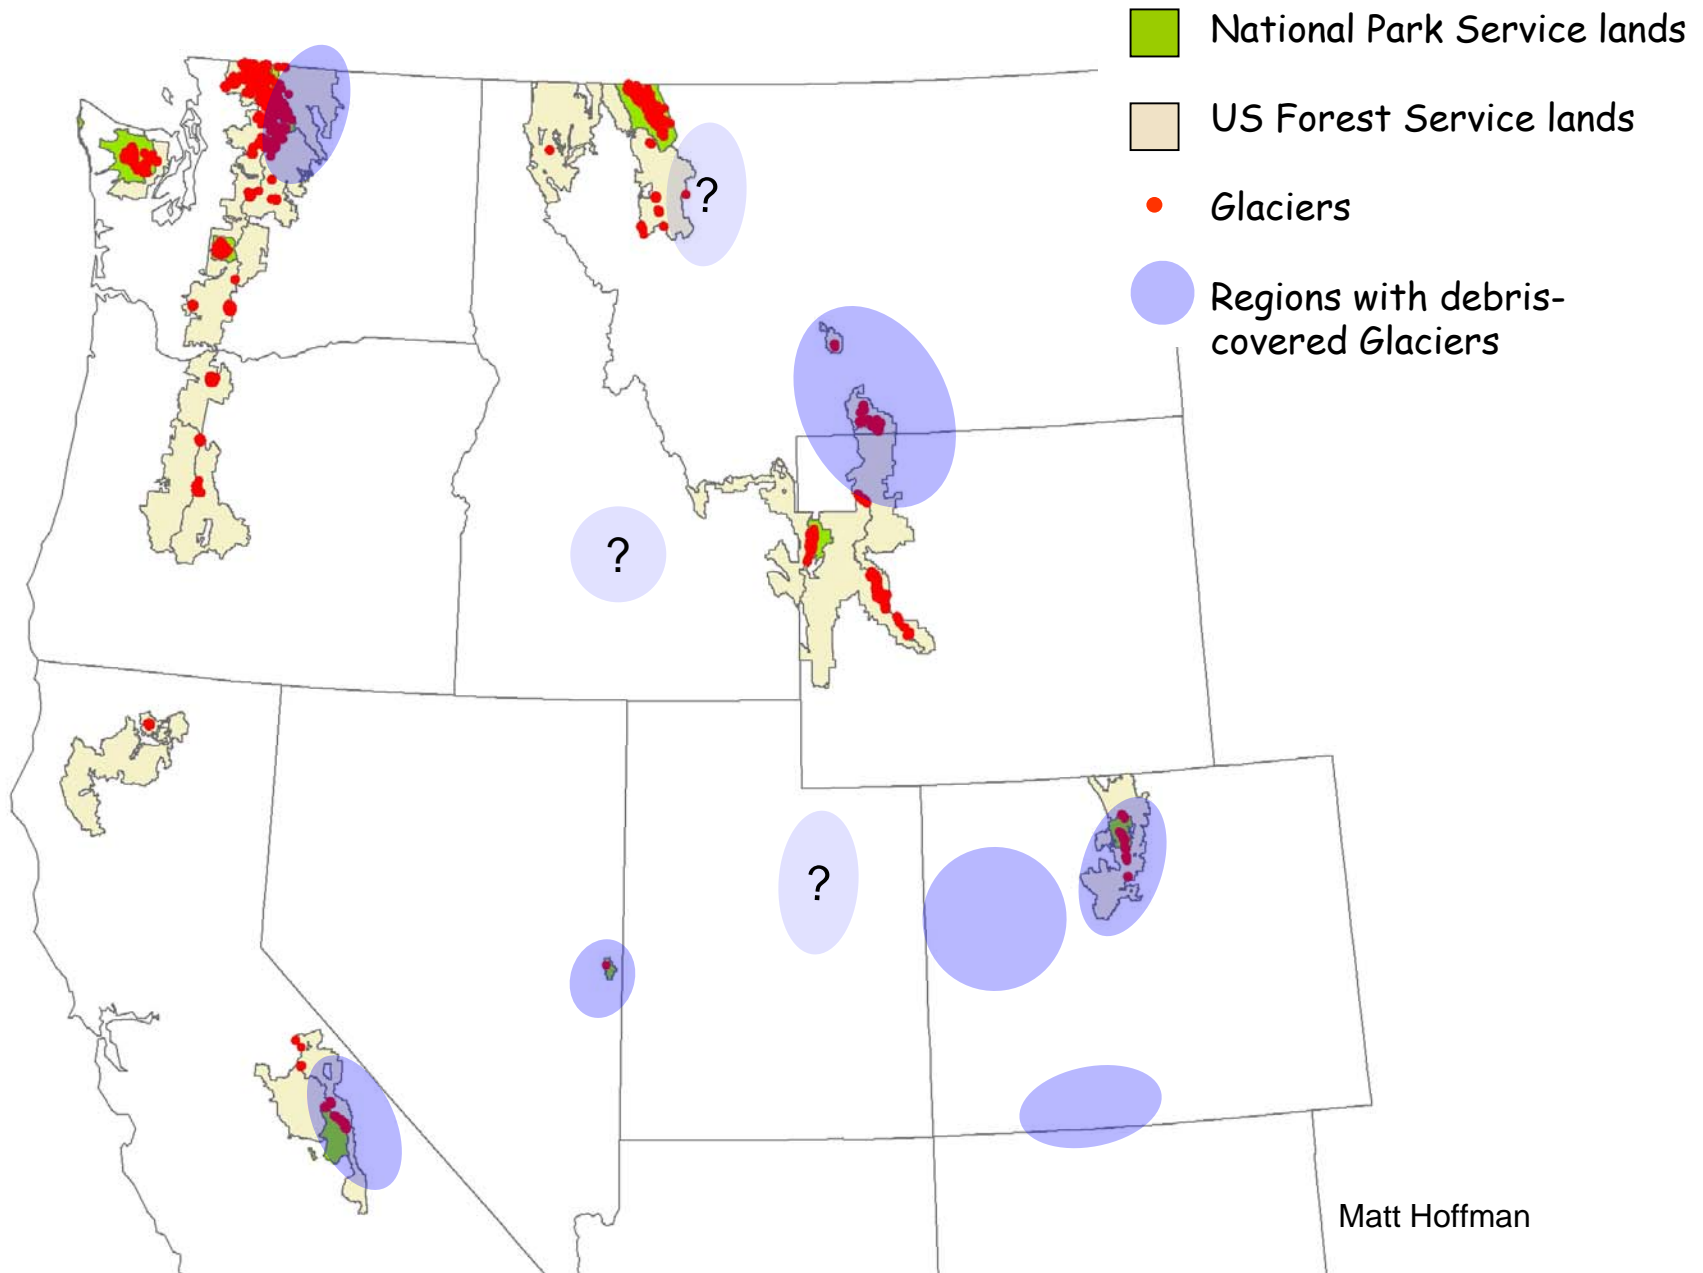 National Park Service lands
US Forest Service lands
Glaciers
Regions with debris-
covered Glaciers
?
?
?
Matt Hoffman